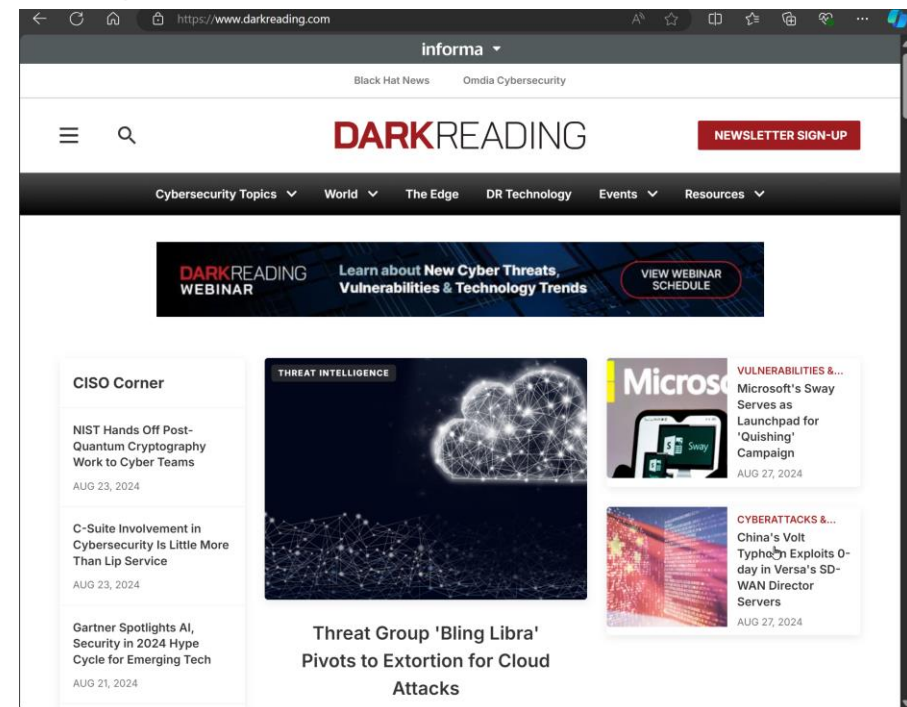 https://www.darkreading.com
informa
Black Hat News Omdia Cybersecurity
DARKREADING
NEWSLETTER SIGN-UP
Cybersecurity Topics World The Edge DR Technology Events Resources
DARKREADING
WEBINAR
Learn about New Cyber Threats,
Vulnerabilities & Technology Trends
VIEW WEBINAR
SCHEDULE
CISO Corner
NIST Hands Off Post-
Quantum Cryptography
Work to Cyber Teams
AUG 23, 2024
C-Suite Involvement in
Cybersecurity Is Little More
Than Lip Service
AUG 23, 2024
Gartner Spotlights AI,
Security in 2024 Hype
Cycle for Emerging Tech
AUG 21, 2024
THREAT INTELLIGENCE
Threat Group 'Bling Libra'
Pivots to Extortion for Cloud
Attacks
Micros
Sway
VULNERABILITIES &...
Microsoft's Sway
Serves as
Launchpad for
'Quishing'
Campaign
AUG 27, 2024
CYBERATTACKS &...
China's Volt
Typhoon Exploits 0-
day in Versa's SD-
WAN Director
Servers
AUG 27, 2024